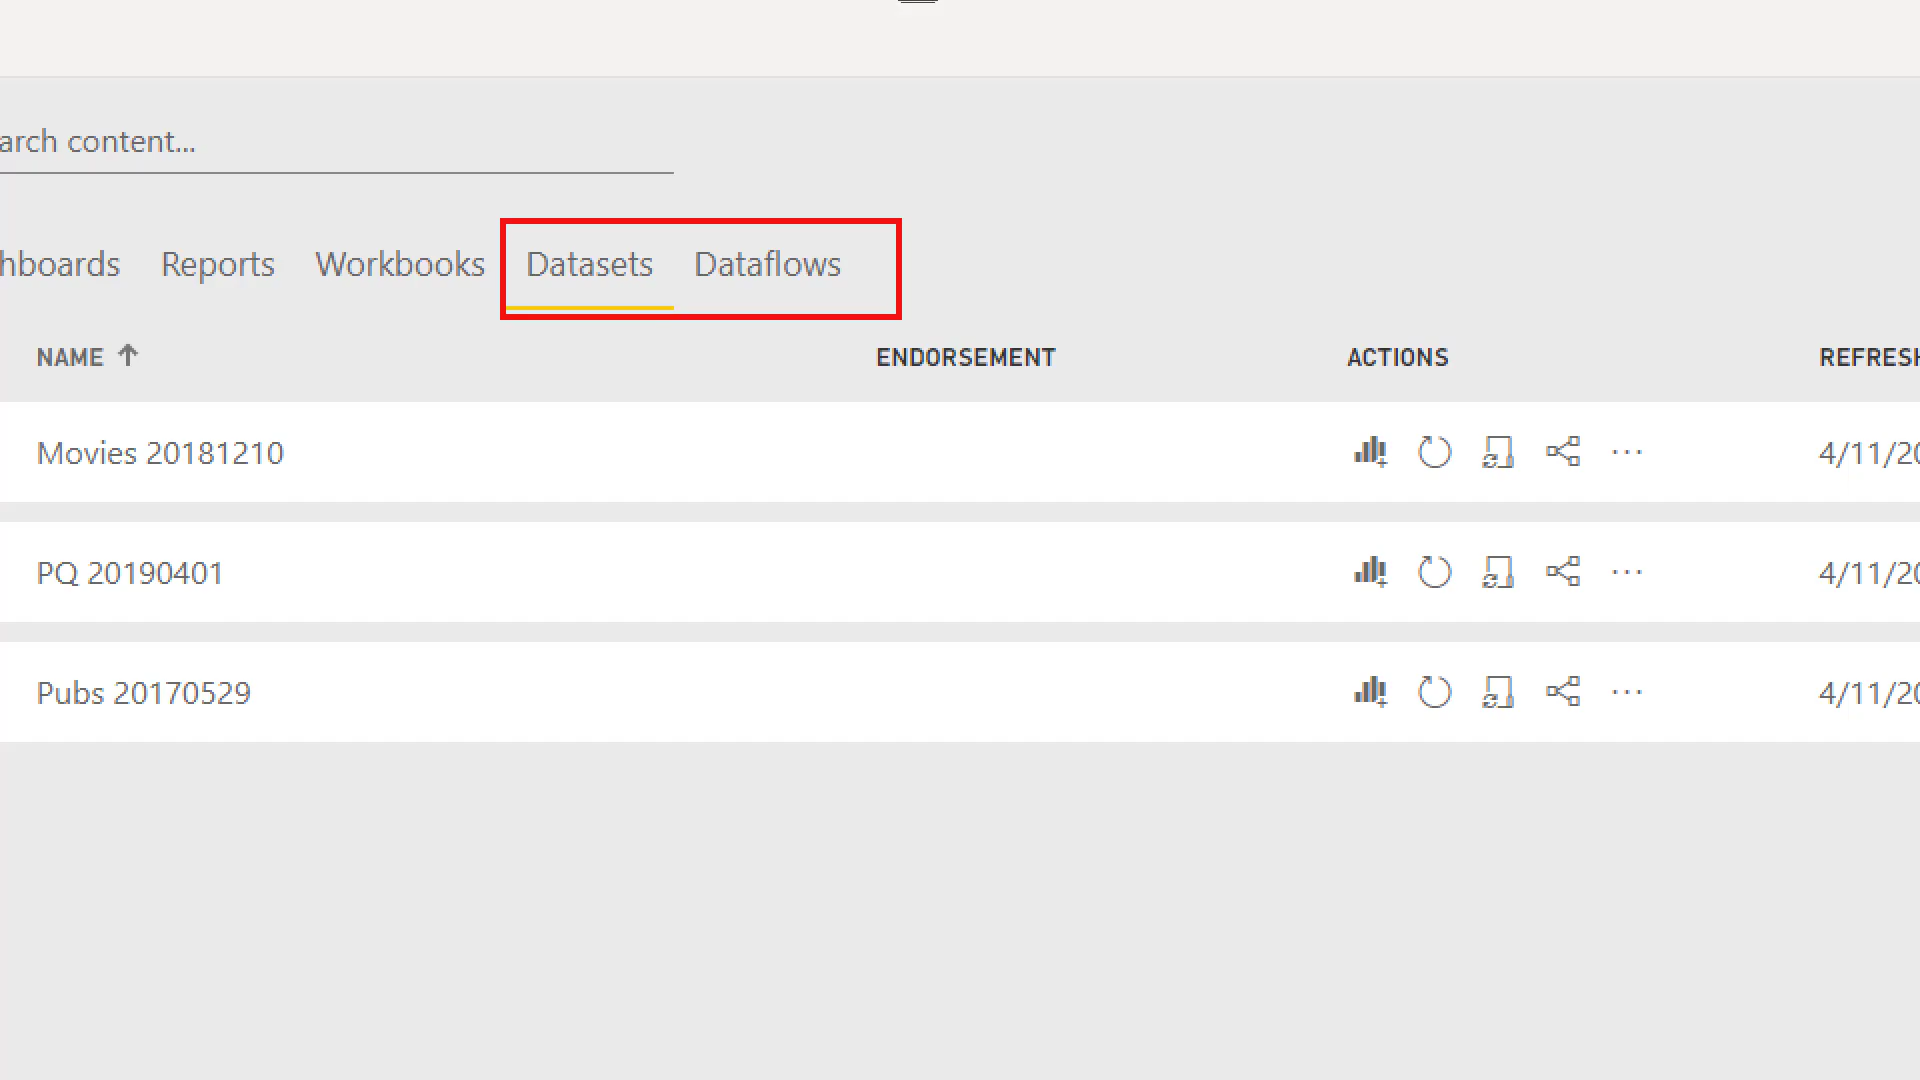 arch content...
hboards Reports Workbooks Datasets Dataflows
NAME ENDORSEMENT ACTIONS REFRESH
Movies 20181210 4/11/20
PQ 20190401 4/11/20
Pubs 20170529 4/11/20